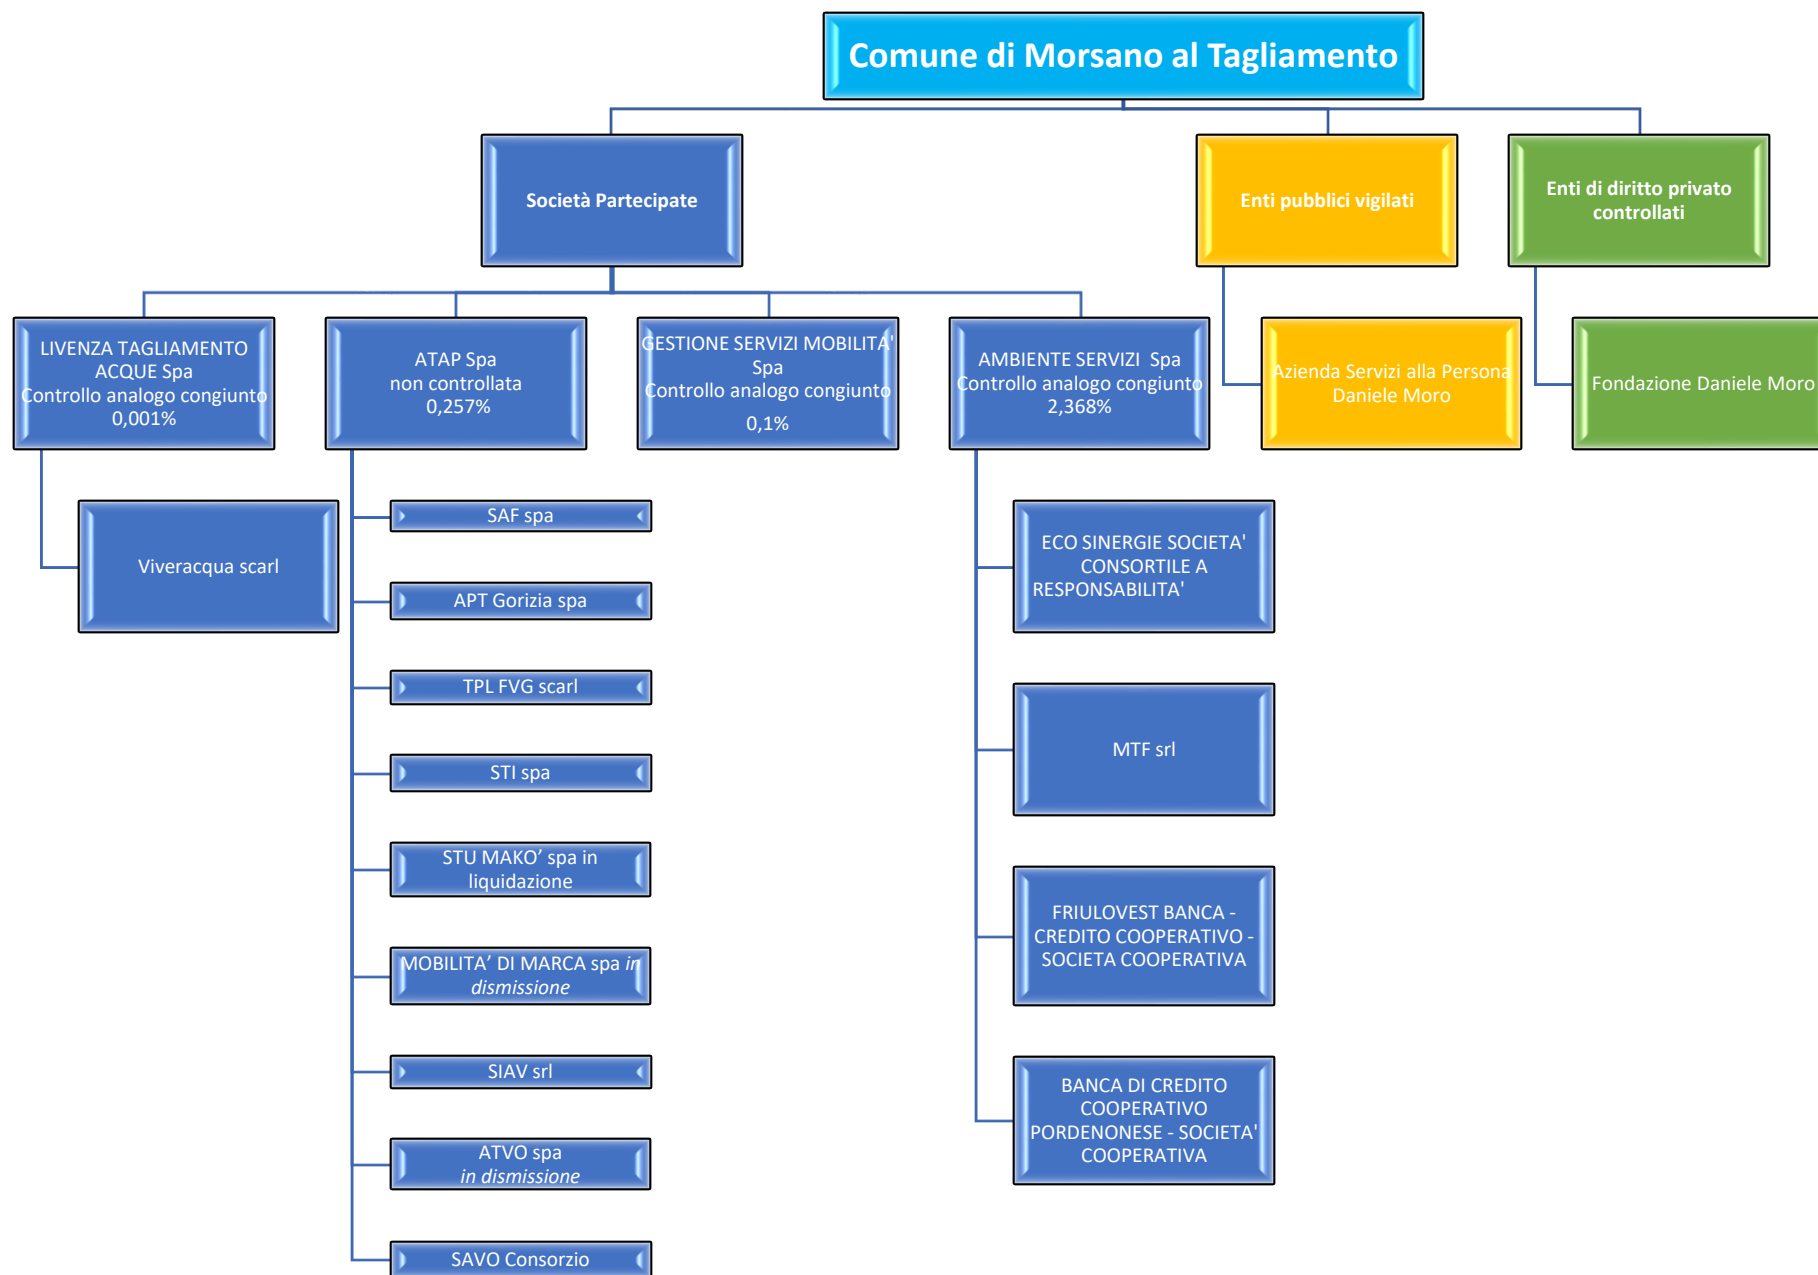 Comune di Morsano al Tagliamento
Società Partecipate
Enti pubblici vigilati
Enti di diritto privato
controllati
LIVENZA TAGLIAMENTO
ACQUE Spa
Controllo analogo congiunto
0,001%
ATAP Spa
non controllata
0,257%
GESTIONE SERVIZI MOBILITA'
Spa
Controllo analogo congiunto
0,1%
AMBIENTE SERVIZI Spa
Controllo analogo congiunto
2,368%
Azienda Servizi alla Persona
Daniele Moro
Fondazione Daniele Moro
Viveracqua scarl
SAF spa
APT Gorizia spa
TPL FVG scarl
STI spa
STU MAKO’ spa in
liquidazione
MOBILITA’ DI MARCA spa in
dismissione
SIAV srl
ATVO spa
in dismissione
SAVO Consorzio
ECO SINERGIE SOCIETA'
CONSORTILE A
RESPONSABILITA'
MTF srl
FRIULOVEST BANCA -
CREDITO COOPERATIVO -
SOCIETA COOPERATIVA
BANCA DI CREDITO
COOPERATIVO
PORDENONESE - SOCIETA'
COOPERATIVA